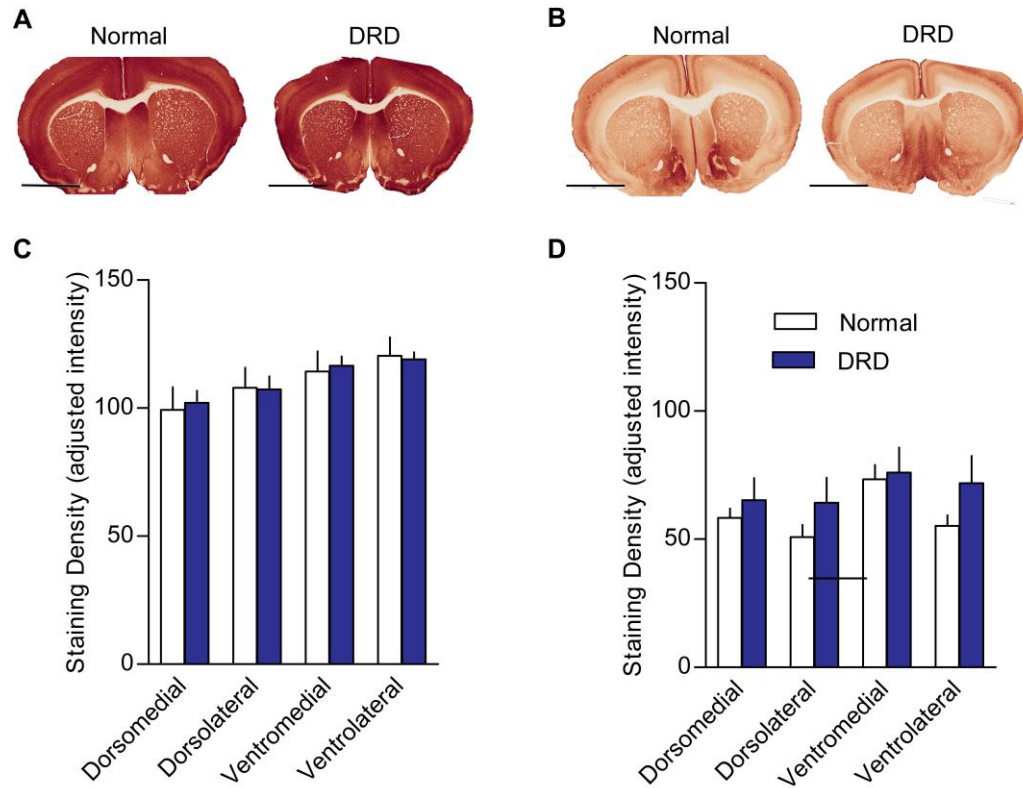 A
Normal
DRD
B
Normal
DRD
C
Staining Density (adjusted intensity)
150
100
50
0
Dorsomedial
Dorsolateral
Ventromedial
Ventrolateral
D
Staining Density (adjusted intensity)
150
100
50
0
Normal
DRD
Dorsomedial
Dorsolateral
Ventromedial
Ventrolateral